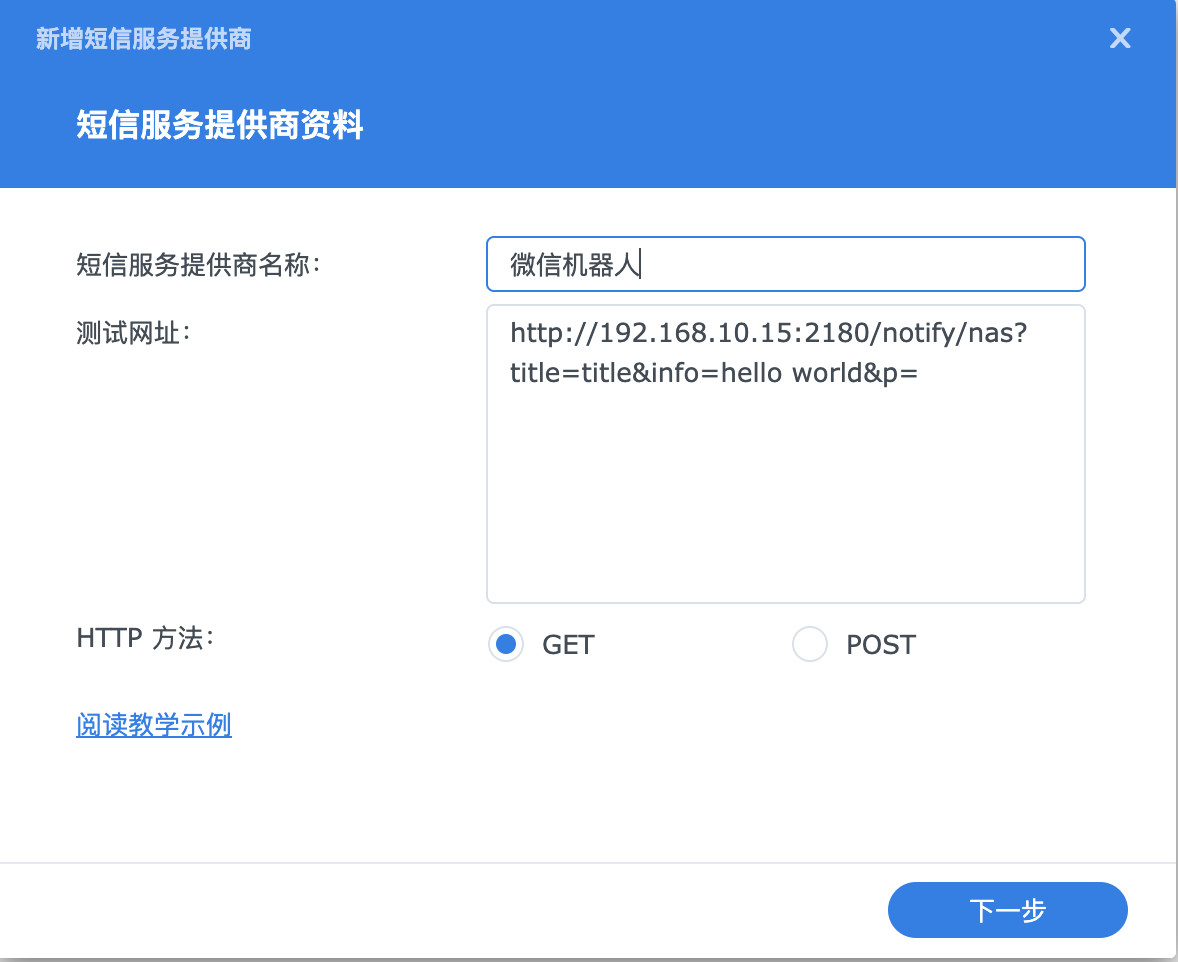 新增短信服务提供商
短信服务提供商资料
短信服务提供商名称：
微信机器人
测试网址：
http://192.168.10.15:2180/notify/nas?
title=title&info=hello world&p=
HTTP 方法：
GET
POST
阅读教学示例
下一步